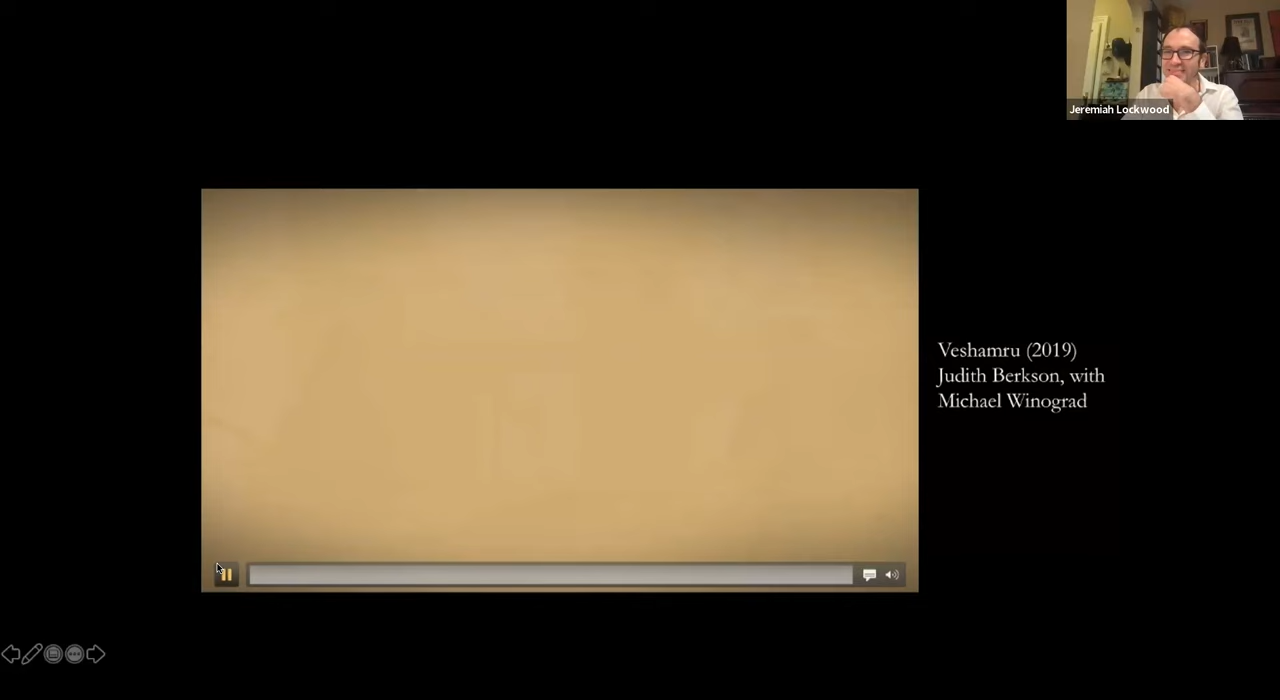 Jeremiah Lockwood
Veshamru (2019)
Judith Berkson, with
Michael Winograd